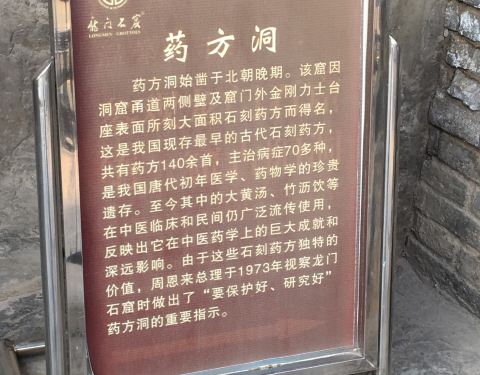 龙门石窟
LONGMEN GROTTOES
药方洞
药方洞始凿于北朝晚期。该窟因
洞窟甬道两侧壁及窟门外金刚力士台
座表面所刻大面积石刻药方而得名，
这是我国现存最早的古代石刻药方，
共有药方140余首，主治病症70多种，
是我国唐代初年医学、药物学的珍贵
遗存。至今其中的大黄汤、竹沥饮等
在中医临床和民间仍广泛流传使用，
反映出它在中医药学上的巨大成就和
深远影响。由于这些石刻药方独特的
价值，周恩来总理于1973年视察龙门
石窟时做出了“要保护好、研究好”
药方洞的重要指示。